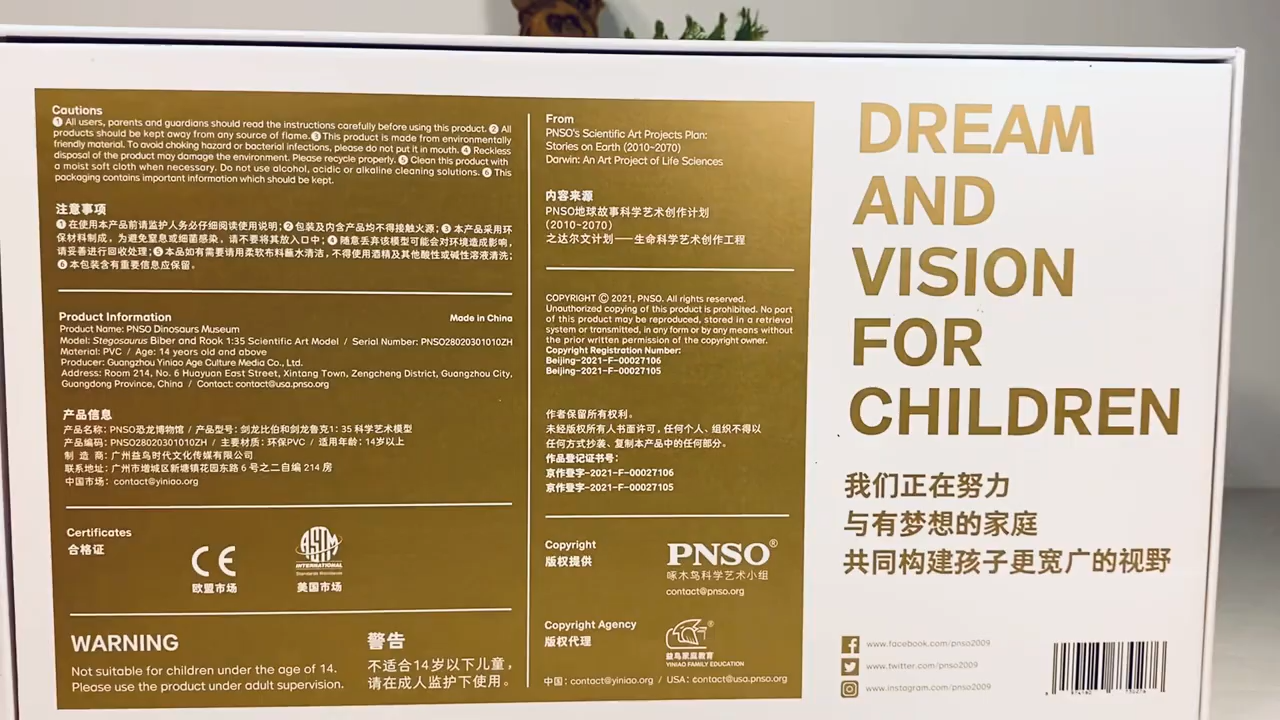 Cautions
❶ All users, parents and guardians should read the instructions carefully before using this product. ❷ All
products should be kept away from any source of flame. ❸ This product is made from environmentally
friendly material. To avoid choking hazard or bacterial infections, please do not put it in mouth. ❹ Reckless
disposal of the product may damage the environment. Please recycle properly. ❺ Clean this product with
a moist soft cloth when necessary. Do not use alcohol, acidic or alkaline cleaning solutions. ❻ This
packaging contains important information which should be kept.
注意事项
❶ 在使用本产品前请监护人务必仔细阅读使用说明；❷ 包装及内含产品均不得接触火源；❸ 本产品采用环
保材料制成，为避免窒息或细菌感染，请不要将其放入口中；❹ 随意丢弃该模型可能会对环境造成影响，
请妥善进行回收处理；❺ 本品如有需要请用柔软布料蘸水清洁，不得使用酒精及其他酸性或碱性溶液清洗；
❻ 本包装含有重要信息应保留。
Product Information
Made in China
Product Name: PNSO Dinosaurs Museum
Model: Stegosaurus Biber and Rook 1:35 Scientific Art Model / Serial Number: PNSO28020301010ZH
Material: PVC / Age: 14 years old and above
Producer: Guangzhou Yiniao Age Culture Media Co., Ltd.
Address: Room 214, No. 6 Huayuan East Street, Xintang Town, Zengcheng District, Guangzhou City,
Guangdong Province, China / Contact: contact@usa.pnso.org
产品信息
产品名称：PNSO恐龙博物馆 / 产品型号：剑龙比伯和剑龙鲁克1：35 科学艺术模型
产品编码：PNSO28020301010ZH / 主要材质：环保PVC / 适用年龄：14岁以上
制 造 商：广州益鸟时代文化传媒有限公司
联系地址：广州市增城区新塘镇花园东路 6 号之二自编 214 房
中国市场：contact@yiniao.org
Certificates
合格证
CE
欧盟市场
ASTM
INTERNATIONAL
Standards Worldwide
美国市场
WARNING
Not suitable for children under the age of 14.
Please use the product under adult supervision.
警告
不适合14岁以下儿童，
请在成人监护下使用。
From
PNSO's Scientific Art Projects Plan:
Stories on Earth (2010~2070)
Darwin: An Art Project of Life Sciences
内容来源
PNSO地球故事科学艺术创作计划
（2010~2070）
之达尔文计划——生命科学艺术创作工程
COPYRIGHT Ⓒ 2021, PNSO. All rights reserved.
Unauthorized copying of this product is prohibited. No part
of this product may be reproduced, stored in a retrieval
system or transmitted, in any form or by any means without
the prior written permission of the copyright owner.
Copyright Registration Number:
Beijing-2021-F-00027106
Beijing-2021-F-00027105
作者保留所有权利。
未经版权所有人书面许可，任何个人、组织不得以
任何方式抄袭、复制本产品中的任何部分。
作品登记证书号：
京作登字-2021-F-00027106
京作登字-2021-F-00027105
Copyright
版权提供
PNSO®
啄木鸟科学艺术小组
contact@pnso.org
Copyright Agency
版权代理
益鸟家庭教育
YINIAO FAMILY EDUCATION
中国：contact@yiniao.org / USA: contact@usa.pnso.org
DREAM
AND
VISION
FOR
CHILDREN
我们正在努力
与有梦想的家庭
共同构建孩子更宽广的视野
www.facebook.com/pnso2009
www.twitter.com/pnso2009
www.instagram.com/pnso2009